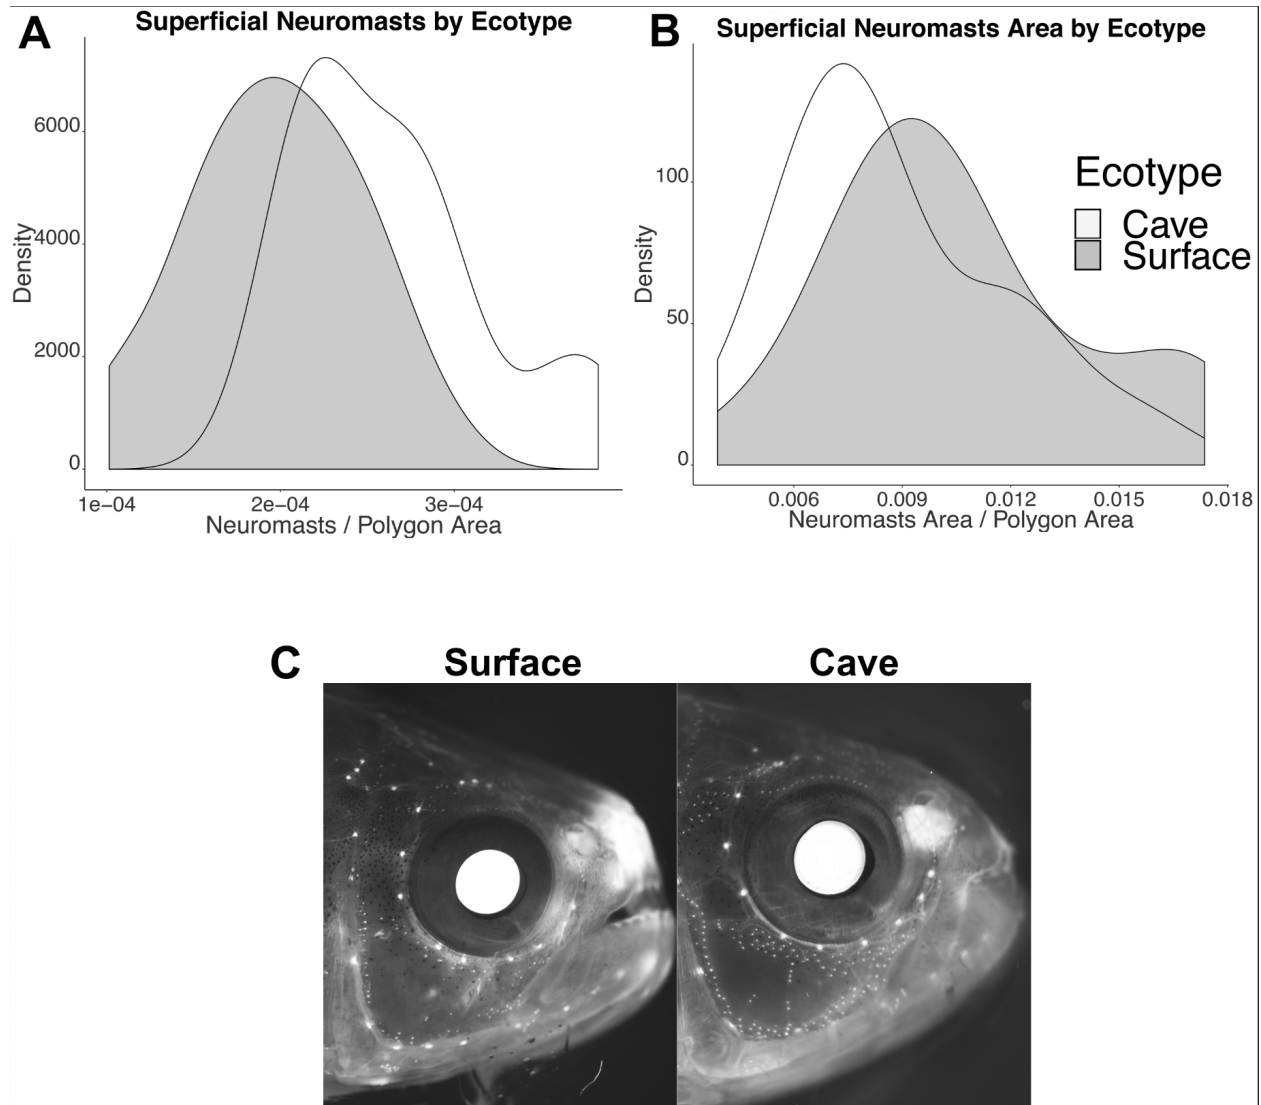 A
Superficial Neuromasts by Ecotype
Density
6000
4000
2000
0
1e−04
2e−04
3e−04
Neuromasts / Polygon Area
B
Superficial Neuromasts Area by Ecotype
Density
100
50
0
0.006
0.009
0.012
0.015
0.018
Neuromasts Area / Polygon Area
Ecotype
Cave
Surface
C
Surface
Cave